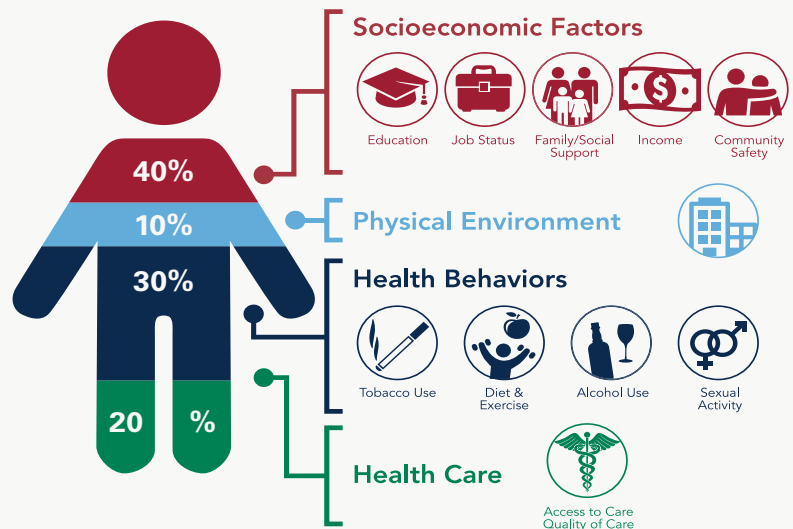 Socioeconomic Factors
Education
Job Status
Family/Social
Support
Income
Community
Safety
40%
10%
Physical Environment
30%
Health Behaviors
Tobacco Use
Diet &
Exercise
Alcohol Use
Sexual
Activity
20 %
Health Care
Access to Care
Quality of Care